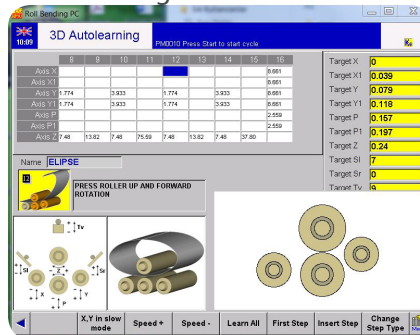 Roll Bending PC
10:09 3D Autolearning PM0010 Press Start to start cycle
8 9 10 11 12 13 14 15 16
Axis X 8.661
Axis X1 8.661
Axis Y 1.774 3.933 1.774 3.933 8.661
Axis Y1 1.774 3.933 1.774 3.933 8.661
Axis P 2.559
Axis P1 2.559
Axis Z 7.48 13.82 7.48 75.59 7.48 13.82 7.48 37.80
Target X 0
Target X1 0.039
Target Y 0.079
Target Y1 0.118
Target P 0.157
Target P1 0.197
Target Z 0.24
Target Sl 7
Target Sr 0
Target Tv 9
Name ELIPSE
12
PRESS ROLLER UP AND FORWARD
ROTATION
Tv
Sl Z Sr
X Y
P
X,Y in slow mode
Speed +
Speed -
Learn All
First Step
Insert Step
Change Step Type